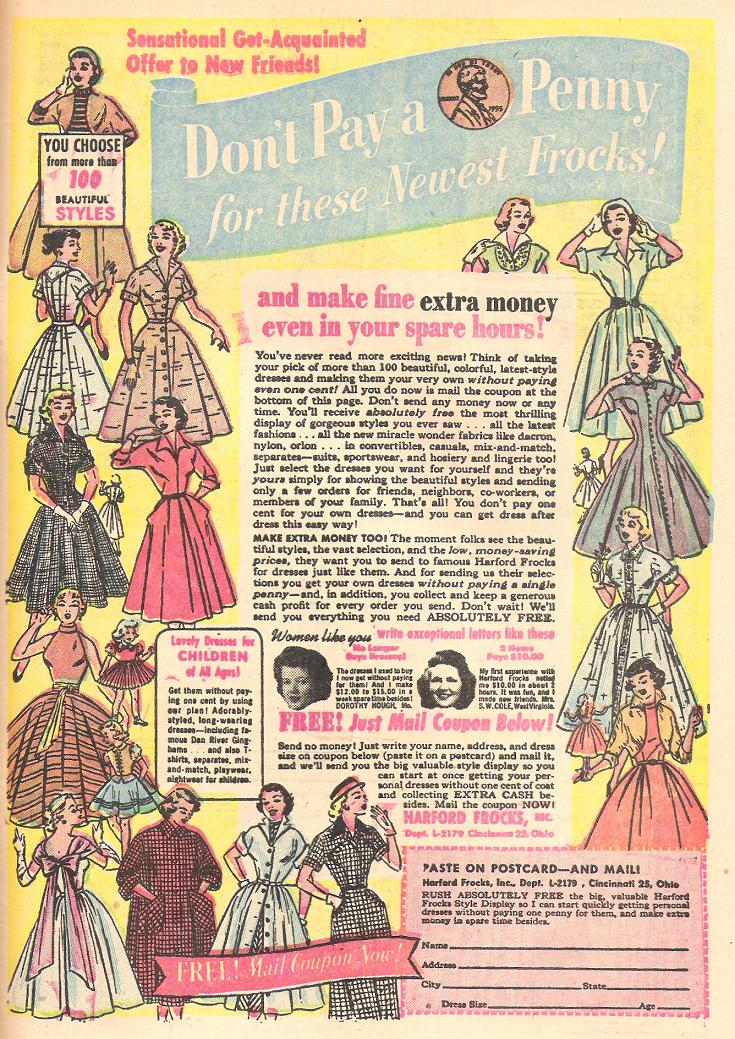 Sensational Get-Acquainted
Offer to New Friends!
Don't Pay a Penny
for these Newest Frocks!
1955
YOU CHOOSE
from more than
100
BEAUTIFUL
STYLES
and make fine extra money
even in your spare hours!
You've never read more exciting news! Think of taking
your pick of more than 100 beautiful, colorful, latest-style
dresses and making them your very own without paying
even one cent! All you do now is mail the coupon at the
bottom of this page. Don't send any money now or any
time. You'll receive absolutely free the most thrilling
display of gorgeous styles you ever saw . . . all the latest
fashions . . . all the new miracle wonder fabrics like dacron,
nylon, orlon . . . in convertibles, casuals, mix-and-match,
separates—suits, sportswear, and hosiery and lingerie too!
Just select the dresses you want for yourself and they're
yours simply for showing the beautiful styles and sending
only a few orders for friends, neighbors, co-workers, or
members of your family. That's all! You don't pay one
cent for your own dresses—and you can get dress after
dress this easy way!
MAKE EXTRA MONEY TOO! The moment folks see the beau-
tiful styles, the vast selection, and the low, money-saving
prices, they want you to send to famous Harford Frocks
for dresses just like them. And for sending us their selec-
tions you get your own dresses without paying a single
penny—and, in addition, you collect and keep a generous
cash profit for every order you send. Don't wait! We'll
send you everything you need ABSOLUTELY FREE.
Women like you write exceptional letters like these
No Longer
Buys Dresses!
The dresses I used to buy
I now get without paying
for them! And I make
$12.00 to $15.00 in a
week spare time besides!
DOROTHY HOUGH, Mo.
2 Hours
Pays $10.00
My first experience with
Harford Frocks netted
me $10.00 in about 2
hours. It was fun, and I
made new friends. Mrs.
S. W. COLE, West Virginia.
FREE! Just Mail Coupon Below!
Send no money! Just write your name, address, and dress
size on coupon below (paste it on a postcard) and mail it,
and we'll send you the big valuable style display so you
can start at once getting your per-
sonal dresses without one cent of cost
and collecting EXTRA CASH be-
sides. Mail the coupon NOW!
HARFORD FROCKS, INC.
Dept. L-2179 Cincinnati 25, Ohio
Lovely Dresses for
CHILDREN
of All Ages!
Get them without pay-
ing one cent by using
our plan! Adorably-
styled, long-wearing
dresses—including fa-
mous Dan River Ging-
hams . . . and also T-
shirts, separates, mix-
and-match, playwear,
nightwear for children.
FREE! Mail Coupon Now!
PASTE ON POSTCARD—AND MAIL!
Harford Frocks, Inc., Dept. L-2179, Cincinnati 25, Ohio
RUSH ABSOLUTELY FREE the big, valuable Harford
Frocks Style Display so I can start quickly getting personal
dresses without paying one penny for them, and make extra
money in spare time besides.
Name
Address
City State
Dress Size Age